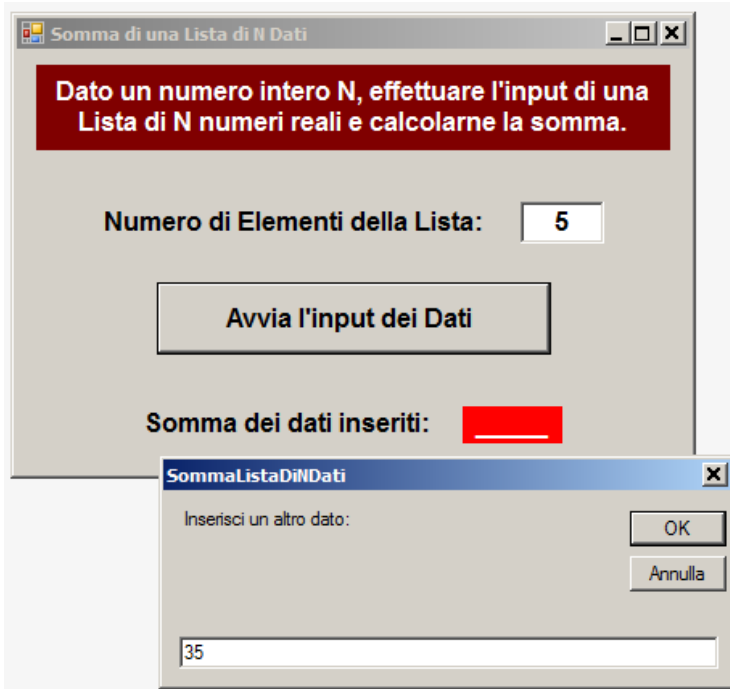 Somma di una Lista di N Dati
Dato un numero intero N, effettuare l'input di una
Lista di N numeri reali e calcolarne la somma.
Numero di Elementi della Lista: 5
Avvia l'input dei Dati
Somma dei dati inseriti: ______
SommaListaDiNDati
Inserisci un altro dato:
OK
Annulla
35